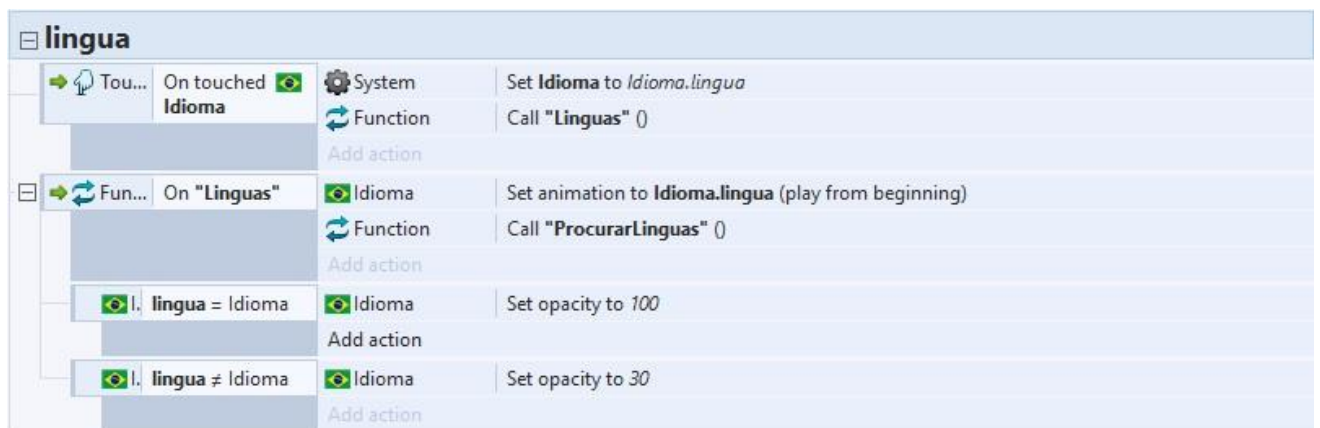 lingua
Tou... On touched Idioma System Set Idioma to Idioma.lingua
Function Call "Linguas" ()
Add action
Fun... On "Linguas" Idioma Set animation to Idioma.lingua (play from beginning)
Function Call "ProcurarLinguas" ()
Add action
I. lingua = Idioma Idioma Set opacity to 100
Add action
I. lingua ≠ Idioma Idioma Set opacity to 30
Add action